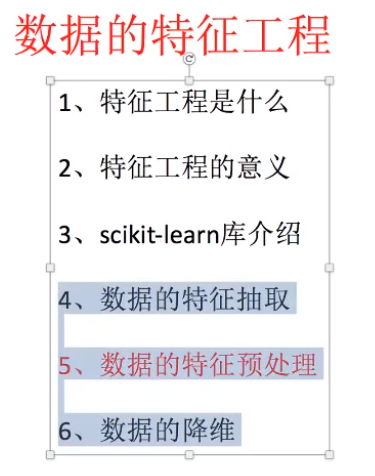 数据的特征工程
1、特征工程是什么
2、特征工程的意义
3、scikit-learn库介绍
4、数据的特征抽取
5、数据的特征预处理
6、数据的降维